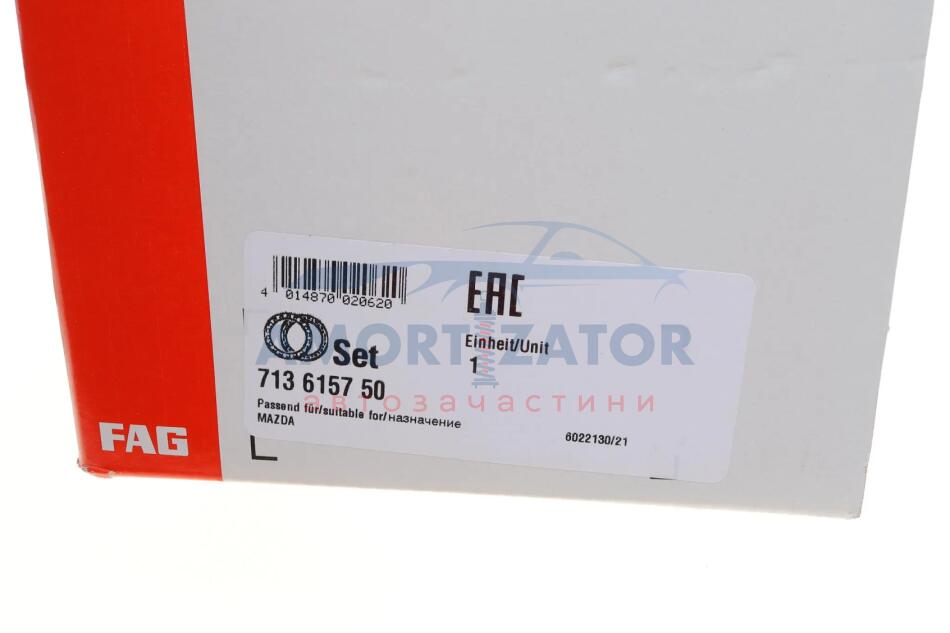 4 014870 020620
EAC
Set
Einheit/Unit
1
713 6157 50
Passend für/suitable for/назначение
MAZDA
6022130/21
FAG
AMORTIZATOR
автозачастини